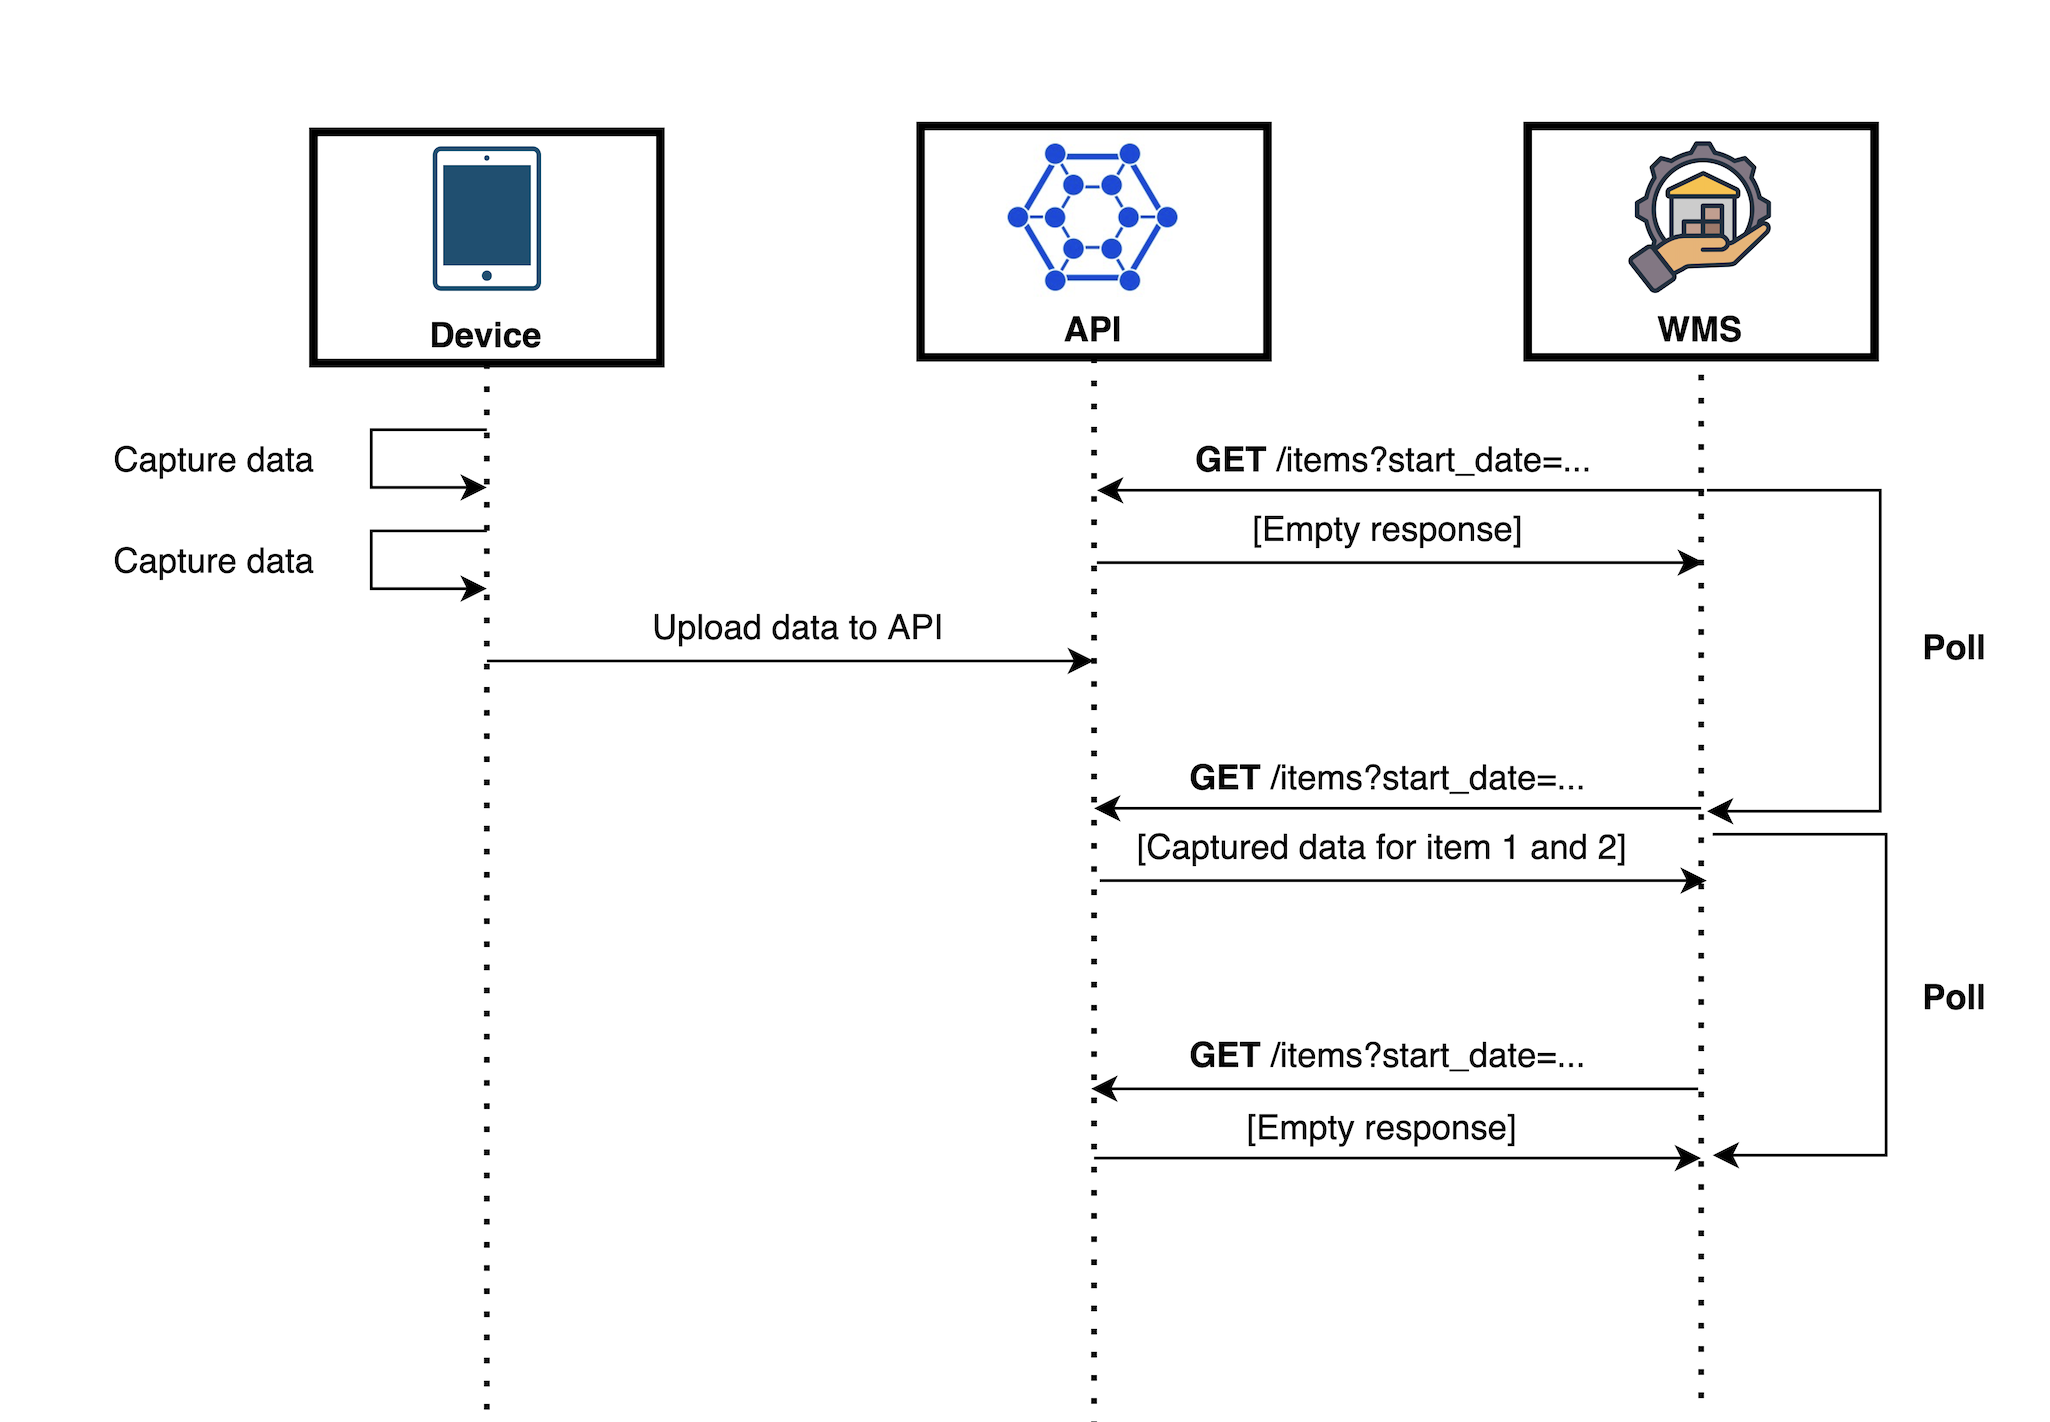 Device
API
WMS
Capture data
GET /items?start_date=...
[Empty response]
Capture data
Upload data to API
Poll
GET /items?start_date=...
[Captured data for item 1 and 2]
Poll
GET /items?start_date=...
[Empty response]